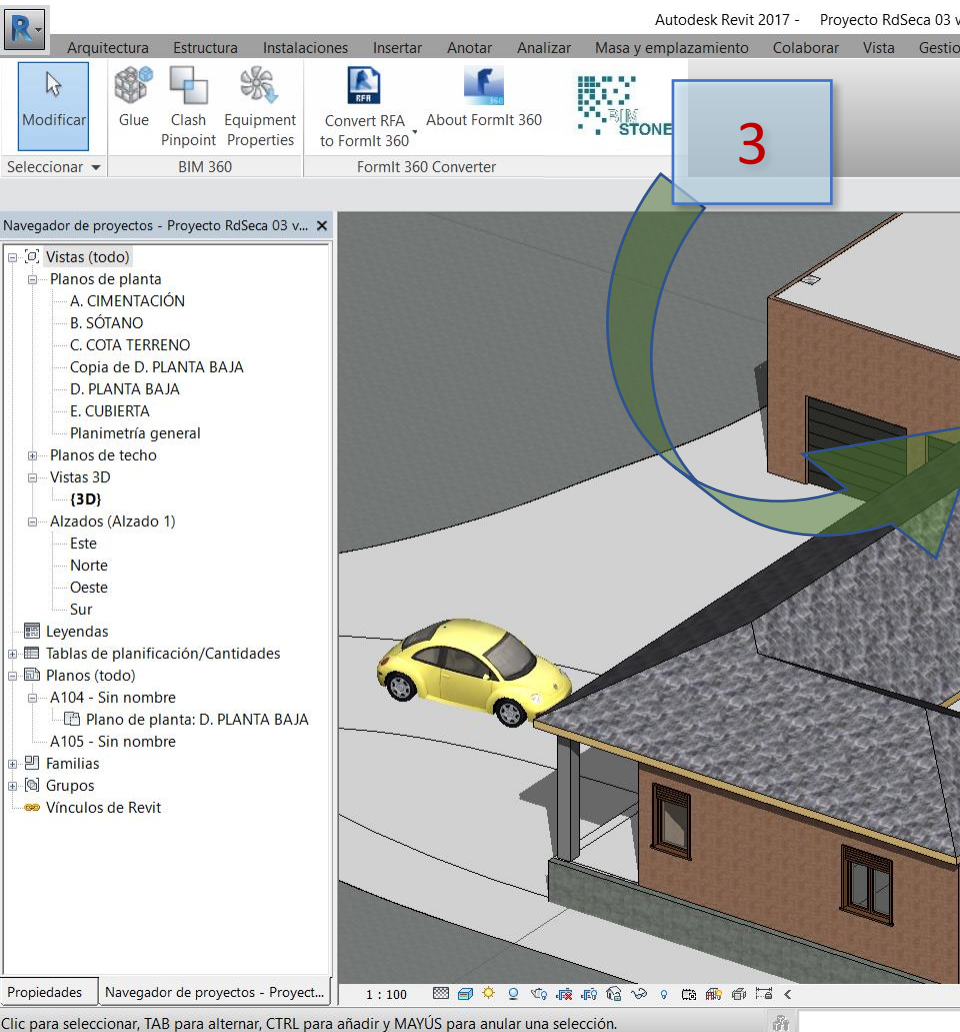 Autodesk Revit 2017 - Proyecto RdSeca 03 v
Arquitectura Estructura Instalaciones Insertar Anotar Analizar Masa y emplazamiento Colaborar Vista Gestio
Modificar
Glue
Clash Pinpoint
Equipment Properties
Convert RFA to FormIt 360
About FormIt 360
RFA
360
BIM
STONE
3
Seleccionar BIM 360 FormIt 360 Converter
Navegador de proyectos - Proyecto RdSeca 03 v...
Vistas (todo)
Planos de planta
A. CIMENTACIÓN
B. SÓTANO
C. COTA TERRENO
Copia de D. PLANTA BAJA
D. PLANTA BAJA
E. CUBIERTA
Planimetría general
Planos de techo
Vistas 3D
{3D}
Alzados (Alzado 1)
Este
Norte
Oeste
Sur
Leyendas
Tablas de planificación/Cantidades
Planos (todo)
A104 - Sin nombre
Plano de planta: D. PLANTA BAJA
A105 - Sin nombre
Familias
Grupos
Vínculos de Revit
Propiedades
Navegador de proyectos - Proyect...
1 : 100
Clic para seleccionar, TAB para alternar, CTRL para añadir y MAYÚS para anular una selección.